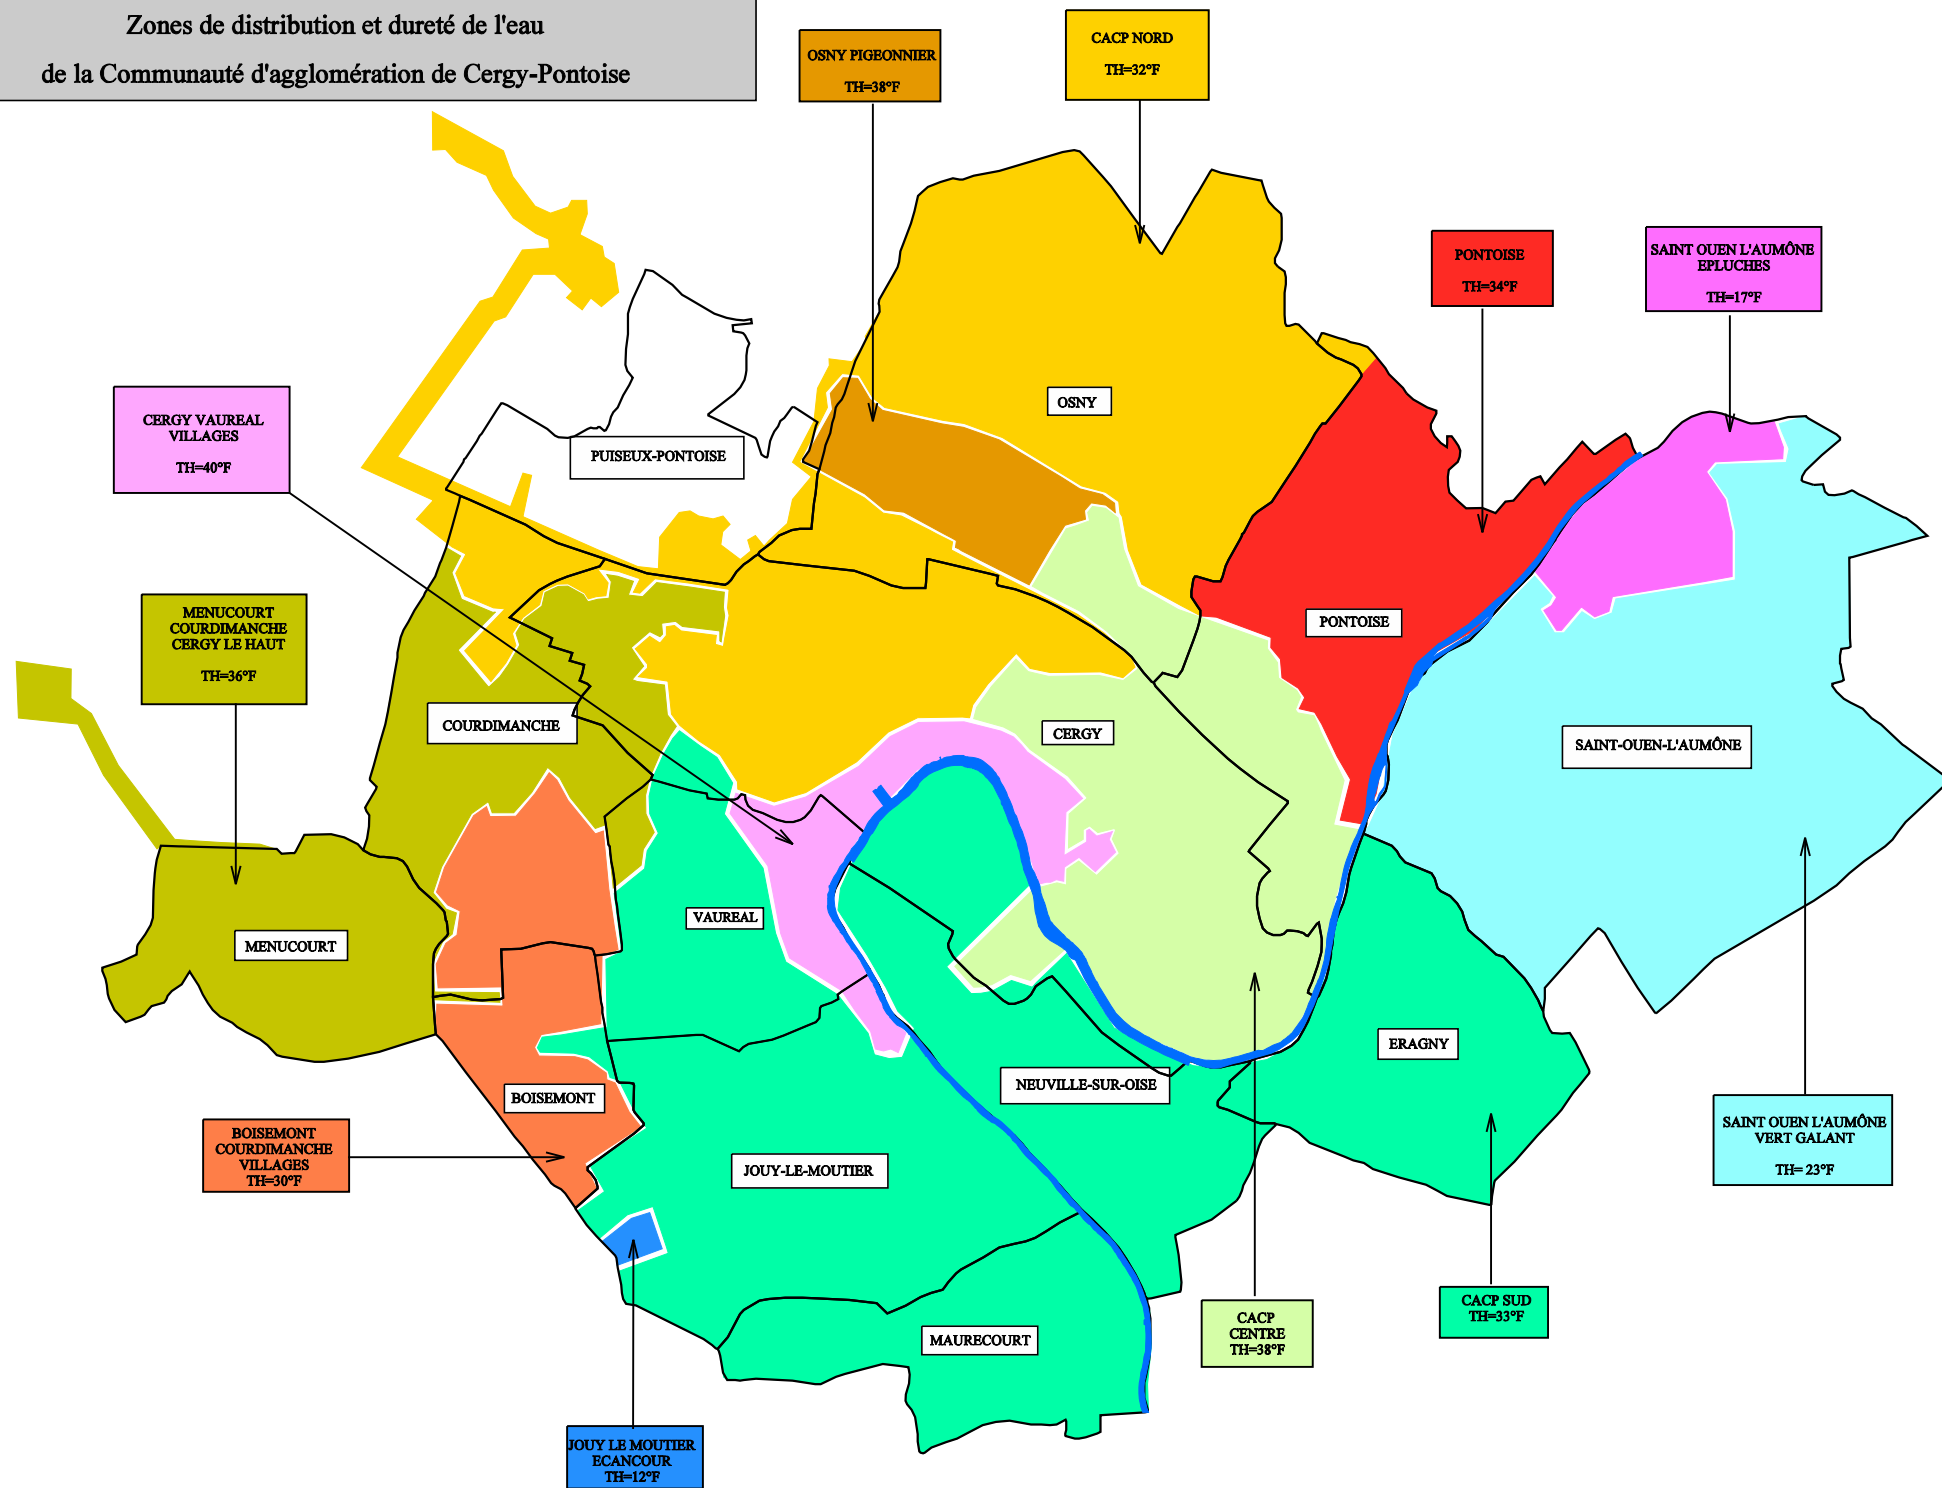 Zones de distribution et dureté de l'eau
de la Communauté d'agglomération de Cergy-Pontoise
OSNY PIGEONNIER
TH=38°F
CACP NORD
TH=32°F
PONTOISE
TH=34°F
SAINT OUEN L'AUMÔNE
EPLUCHES
TH=17°F
CERGY VAUREAL
VILLAGES
TH=40°F
OSNY
PUISEUX-PONTOISE
MENUCOURT
COURDIMANCHE
CERGY LE HAUT
TH=36°F
PONTOISE
COURDIMANCHE
CERGY
SAINT-OUEN-L'AUMÔNE
VAUREAL
MENUCOURT
ERAGNY
NEUVILLE-SUR-OISE
BOISEMONT
BOISEMONT
COURDIMANCHE
VILLAGES
TH=30°F
JOUY-LE-MOUTIER
SAINT OUEN L'AUMÔNE
VERT GALANT
TH= 23°F
MAURECOURT
CACP
CENTRE
TH=38°F
CACP SUD
TH=33°F
JOUY LE MOUTIER
ECANCOUR
TH=12°F